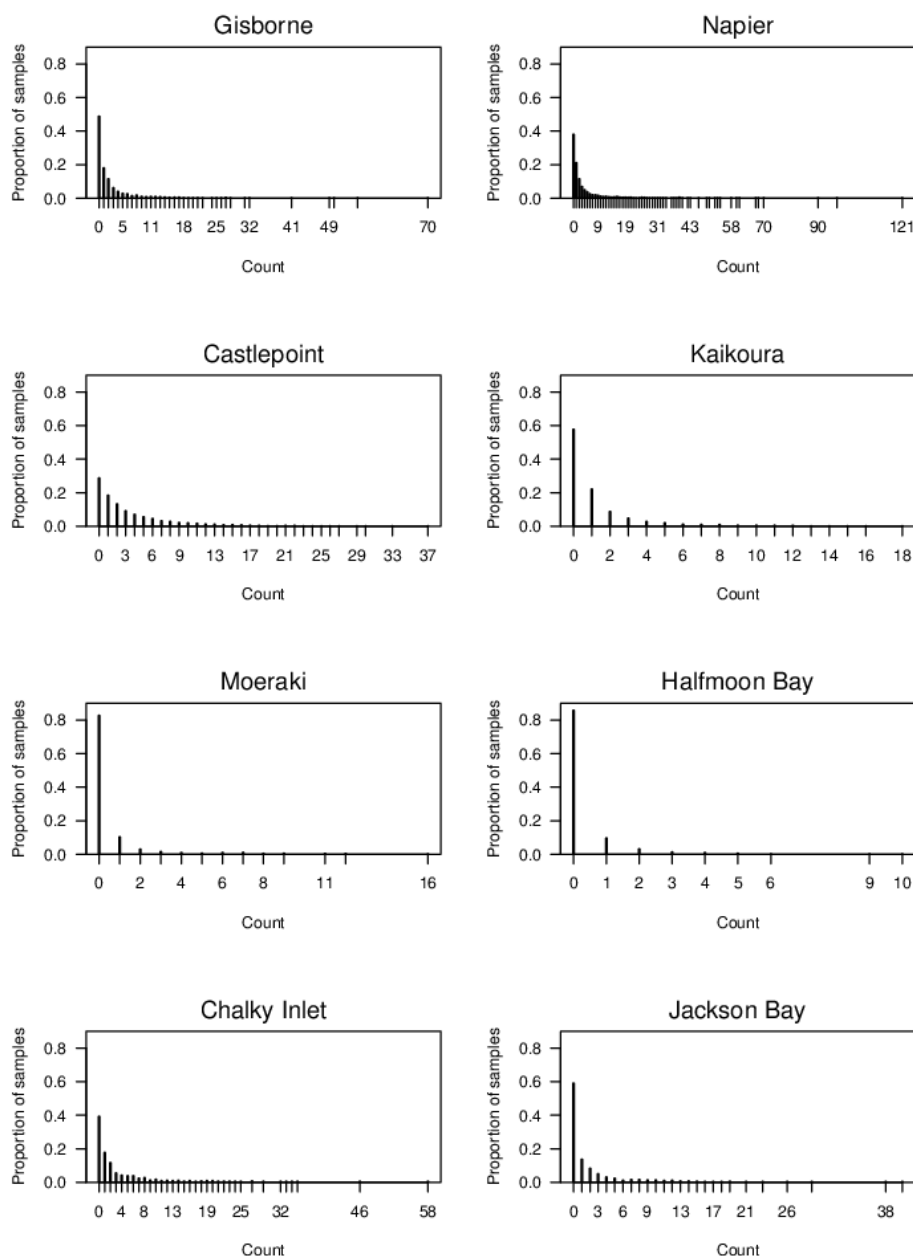 Gisborne
Proportion of samples
0.8
0.6
0.4
0.2
0.0
0 5 11 18 25 32 41 49 70
Count
Napier
Proportion of samples
0.8
0.6
0.4
0.2
0.0
0 9 19 31 43 58 70 90 121
Count
Castlepoint
Proportion of samples
0.8
0.6
0.4
0.2
0.0
0 3 6 9 13 17 21 25 29 33 37
Count
Kaikoura
Proportion of samples
0.8
0.6
0.4
0.2
0.0
0 2 4 6 8 10 12 14 16 18
Count
Moeraki
Proportion of samples
0.8
0.6
0.4
0.2
0.0
0 2 4 6 8 11 16
Count
Halfmoon Bay
Proportion of samples
0.8
0.6
0.4
0.2
0.0
0 1 2 3 4 5 6 9 10
Count
Chalky Inlet
Proportion of samples
0.8
0.6
0.4
0.2
0.0
0 4 8 13 19 25 32 46 58
Count
Jackson Bay
Proportion of samples
0.8
0.6
0.4
0.2
0.0
0 3 6 9 13 17 21 26 38
Count